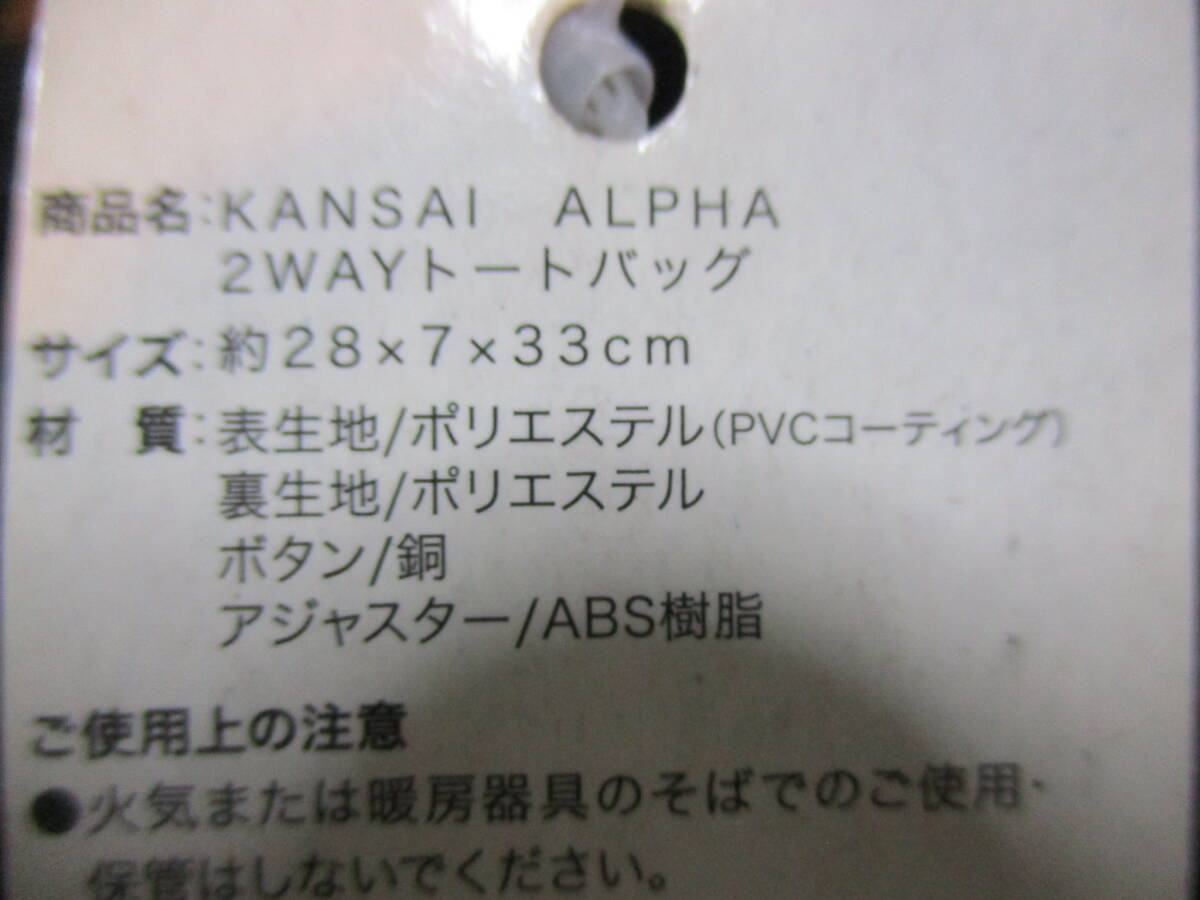 商品名:KANSAI ALPHA
2WAYトートバッグ
サイズ:約28×7×33cm
材 質:表生地/ポリエステル(PVCコーティング)
裏生地/ポリエステル
ボタン/銅
アジャスター/ABS樹脂
ご使用上の注意
●火気または暖房器具のそばでのご使用・
保管はしないでください。